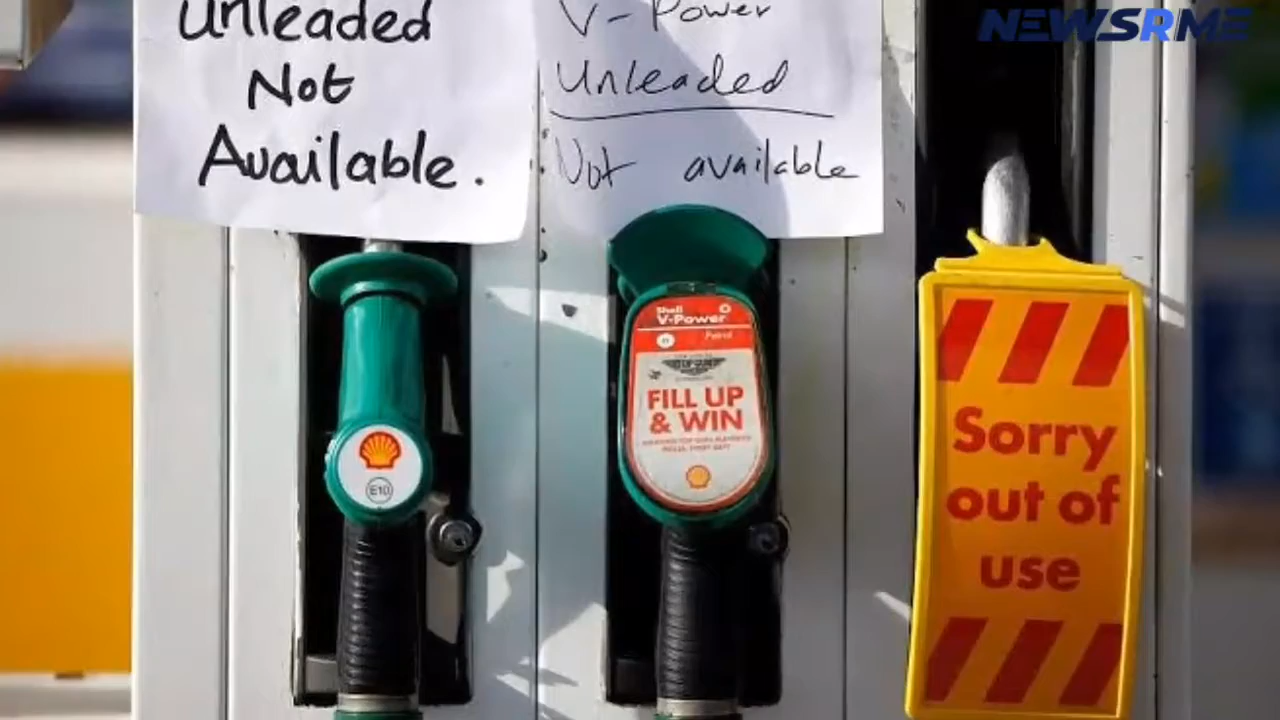 Unleaded
Not
Available.
V-Power
Unleaded
Not available
NEWSRME
E10
Shell
V-Power
Petrol
FILL UP
& WIN
Sorry
out of
use